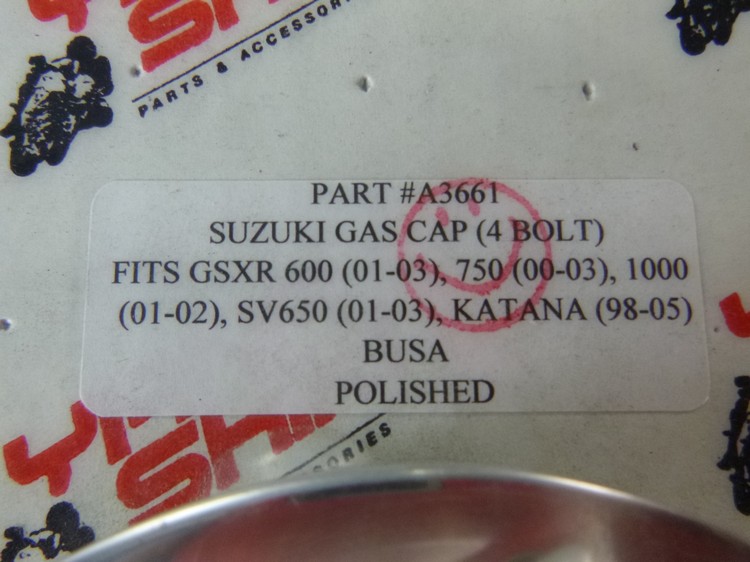 PARTS & ACCESSOR
PART #A3661
SUZUKI GAS CAP (4 BOLT)
FITS GSXR 600 (01-03), 750 (00-03), 1000
(01-02), SV650 (01-03), KATANA (98-05)
BUSA
POLISHED